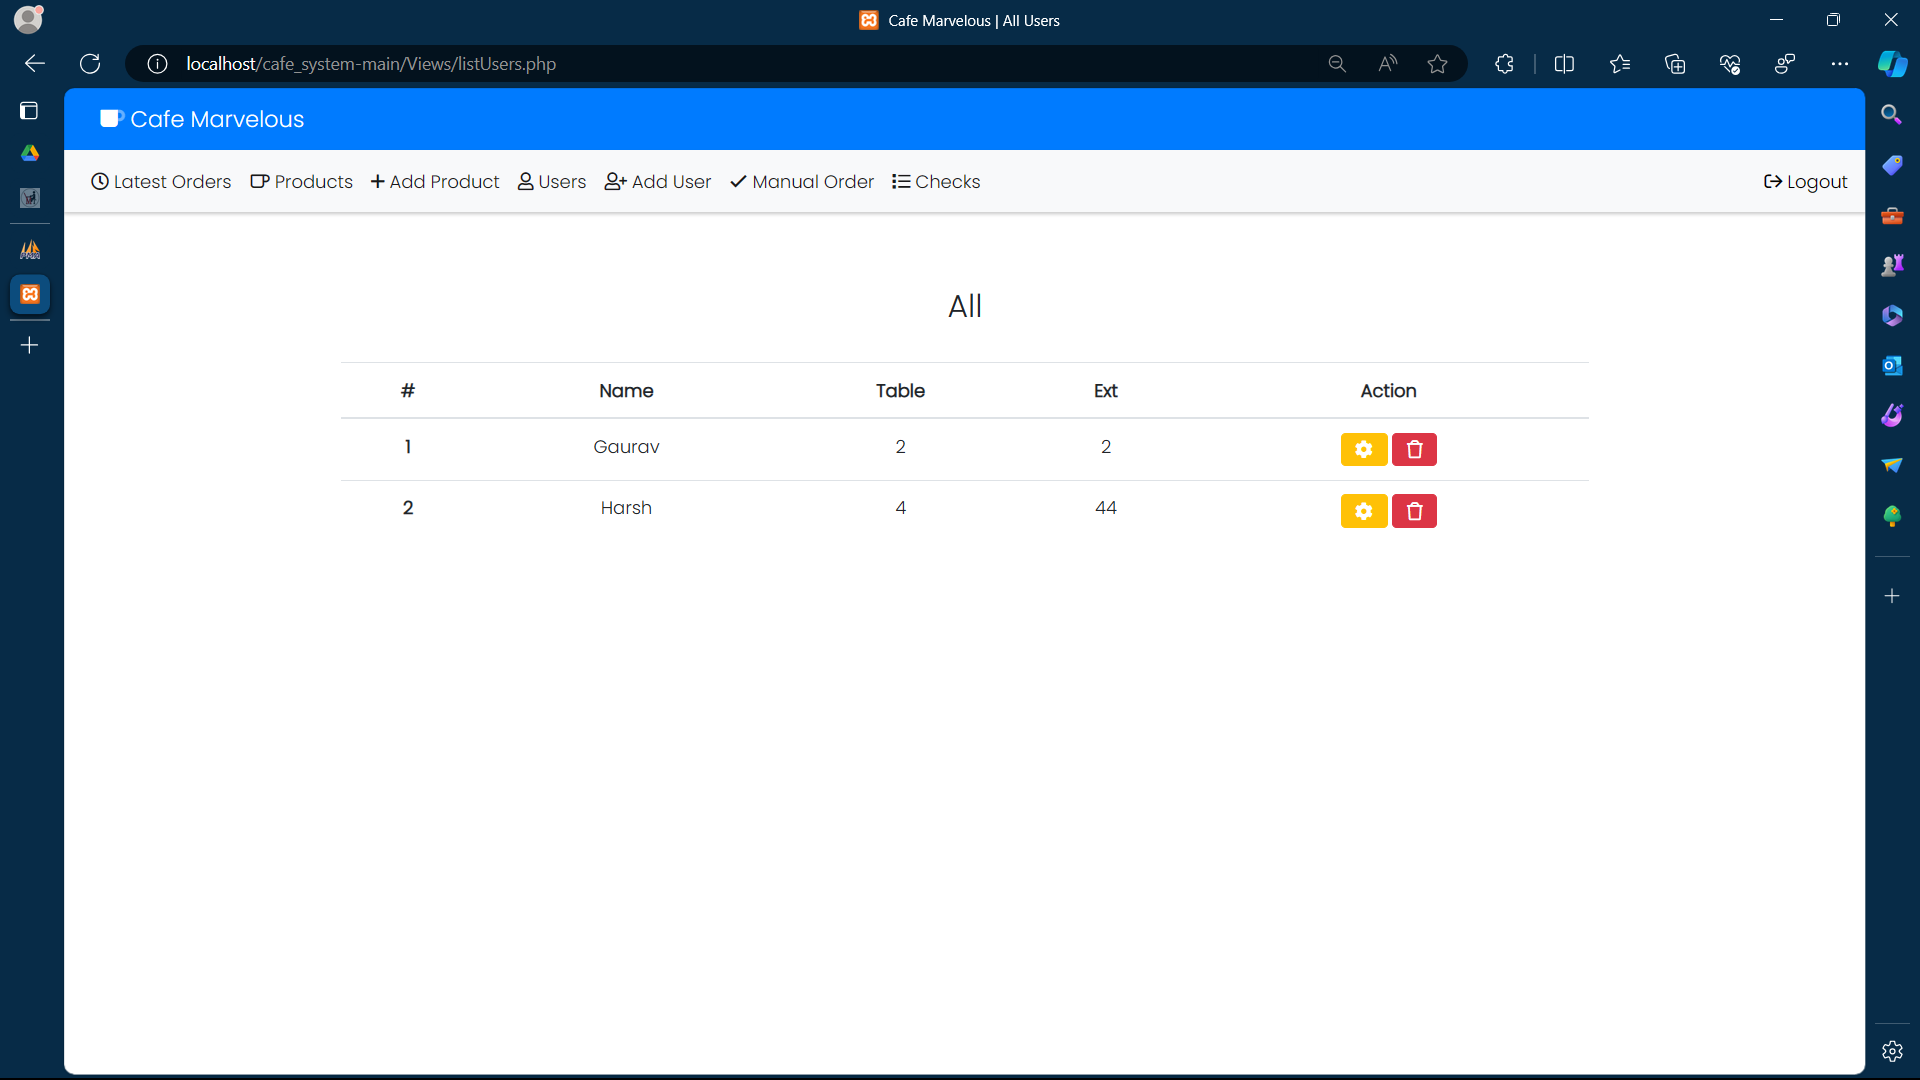 Cafe Marvelous | All Users
localhost/cafe_system-main/Views/listUsers.php
Cafe Marvelous
Latest Orders Products Add Product Users Add User Manual Order Checks Logout
All
# Name Table Ext Action
1 Gaurav 2 2
2 Harsh 4 44